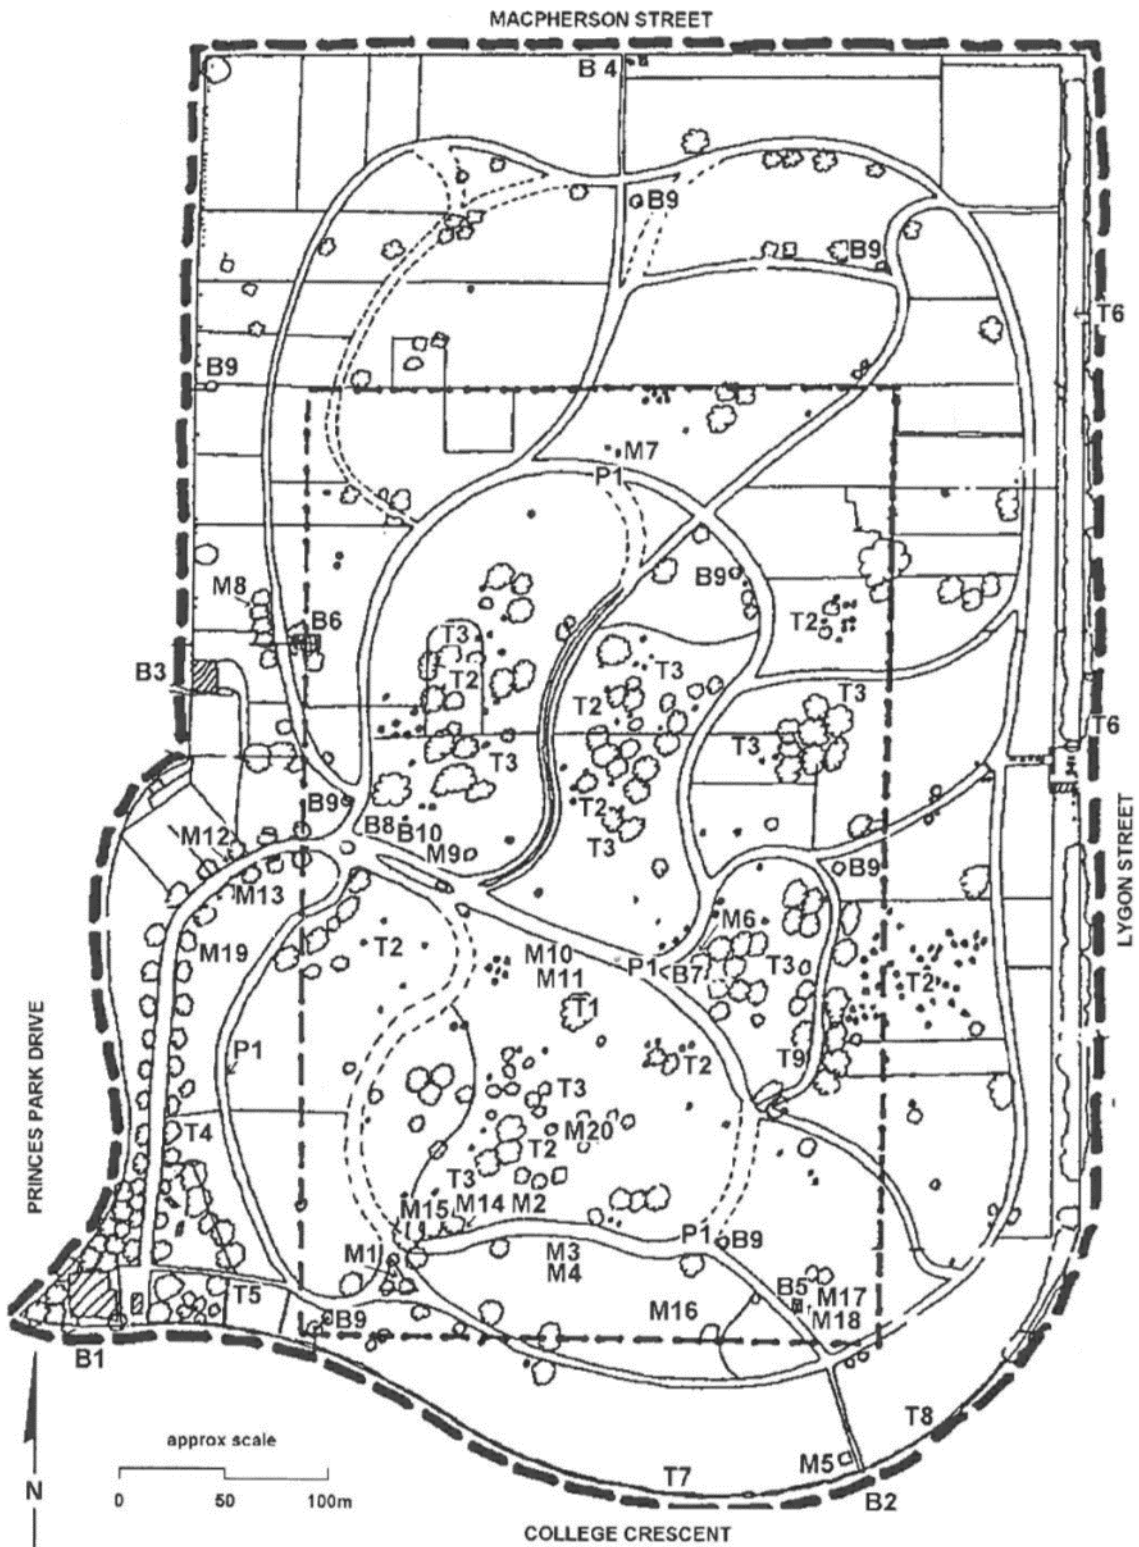 MACPHERSON STREET
B 4
B9
B9
T6
B9
M7
P1
M8
B9
B6
T2
T3
B3
T2
T3
T3
T2
T3
T6
T3
T2
B9
B8
B10
T3
M12
M9
B9
LYGON STREET
M13
M6
M19
T2
M10
P1
B7
T3
M11
T2
T1
PRINCES PARK DRIVE
P1
T2
T9
T3
T4
M20
T2
T3
M15
M14
M2
P1
B9
M1
M3
M4
T5
B5
M17
B9
M16
M18
B1
T8
approx scale
M5
N
0 50 100m
T7
B2
COLLEGE CRESCENT